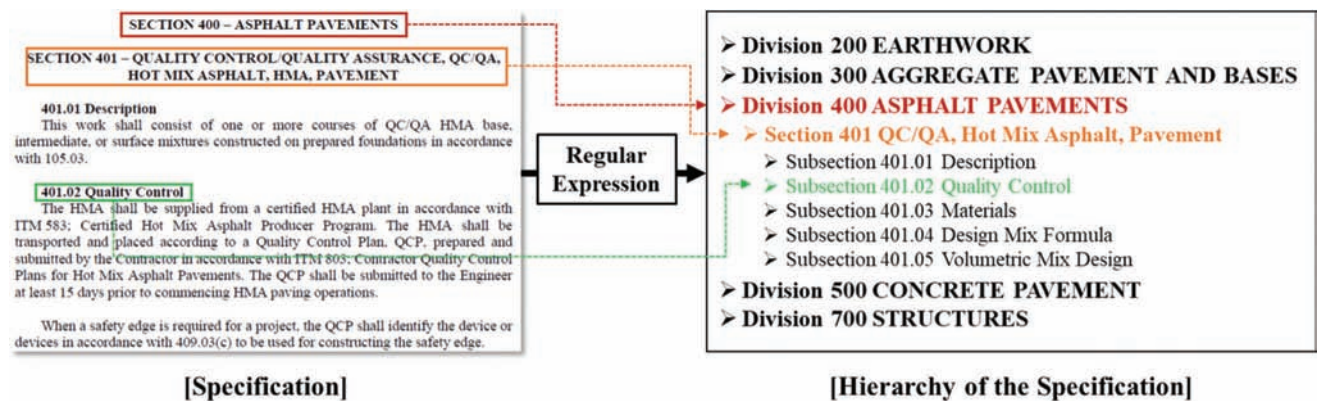 SECTION 400 – ASPHALT PAVEMENTS
SECTION 401 – QUALITY CONTROL/QUALITY ASSURANCE, QC/QA,
HOT MIX ASPHALT, HMA, PAVEMENT
401.01 Description
This work shall consist of one or more courses of QC/QA HMA base,
intermediate, or surface mixtures constructed on prepared foundations in accordance
with 105.03.
401.02 Quality Control
The HMA shall be supplied from a certified HMA plant in accordance with
ITM 583; Certified Hot Mix Asphalt Producer Program. The HMA shall be
transported and placed according to a Quality Control Plan, QCP, prepared and
submitted by the Contractor in accordance with ITM 803; Contractor Quality Control
Plans for Hot Mix Asphalt Pavements. The QCP shall be submitted to the Engineer
at least 15 days prior to commencing HMA paving operations.
When a safety edge is required for a project, the QCP shall identify the device or
devices in accordance with 409.03(c) to be used for constructing the safety edge.
[Specification]
Regular
Expression
➢ Division 200 EARTHWORK
➢ Division 300 AGGREGATE PAVEMENT AND BASES
➢ Division 400 ASPHALT PAVEMENTS
➢ Section 401 QC/QA, Hot Mix Asphalt, Pavement
➢ Subsection 401.01 Description
➢ Subsection 401.02 Quality Control
➢ Subsection 401.03 Materials
➢ Subsection 401.04 Design Mix Formula
➢ Subsection 401.05 Volumetric Mix Design
➢ Division 500 CONCRETE PAVEMENT
➢ Division 700 STRUCTURES
[Hierarchy of the Specification]